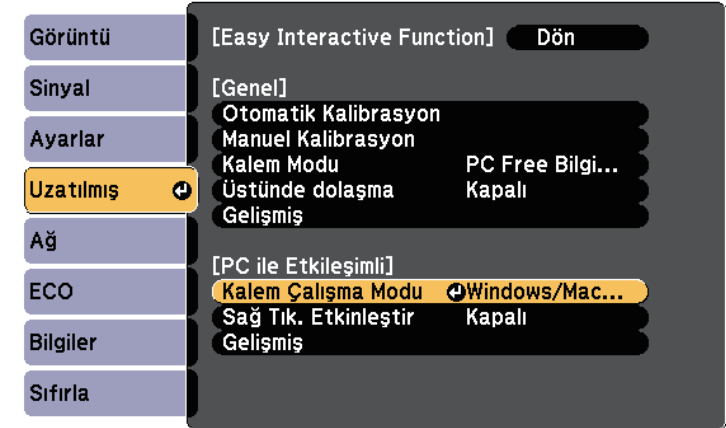 Görüntü
Sinyal
Ayarlar
Uzatılmış
Ağ
ECO
Bilgiler
Sıfırla
[Easy Interactive Function] Dön
[Genel]
Otomatik Kalibrasyon
Manuel Kalibrasyon
Kalem Modu PC Free Bilgi...
Üstünde dolaşma Kapalı
Gelişmiş
[PC ile Etkileşimli]
Kalem Çalışma Modu Windows/Mac...
Sağ Tık. Etkinleştir Kapalı
Gelişmiş